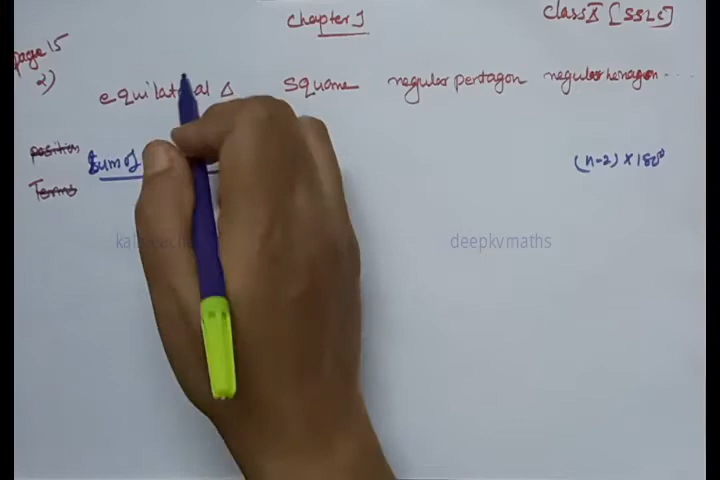 Chapter 1
Class X [SSLC]
page 15
2)
equilateral Δ square regular pentagon regular hexagon ...
position
Sum of
(n-2) × 180°
Terms
deepkvmaths